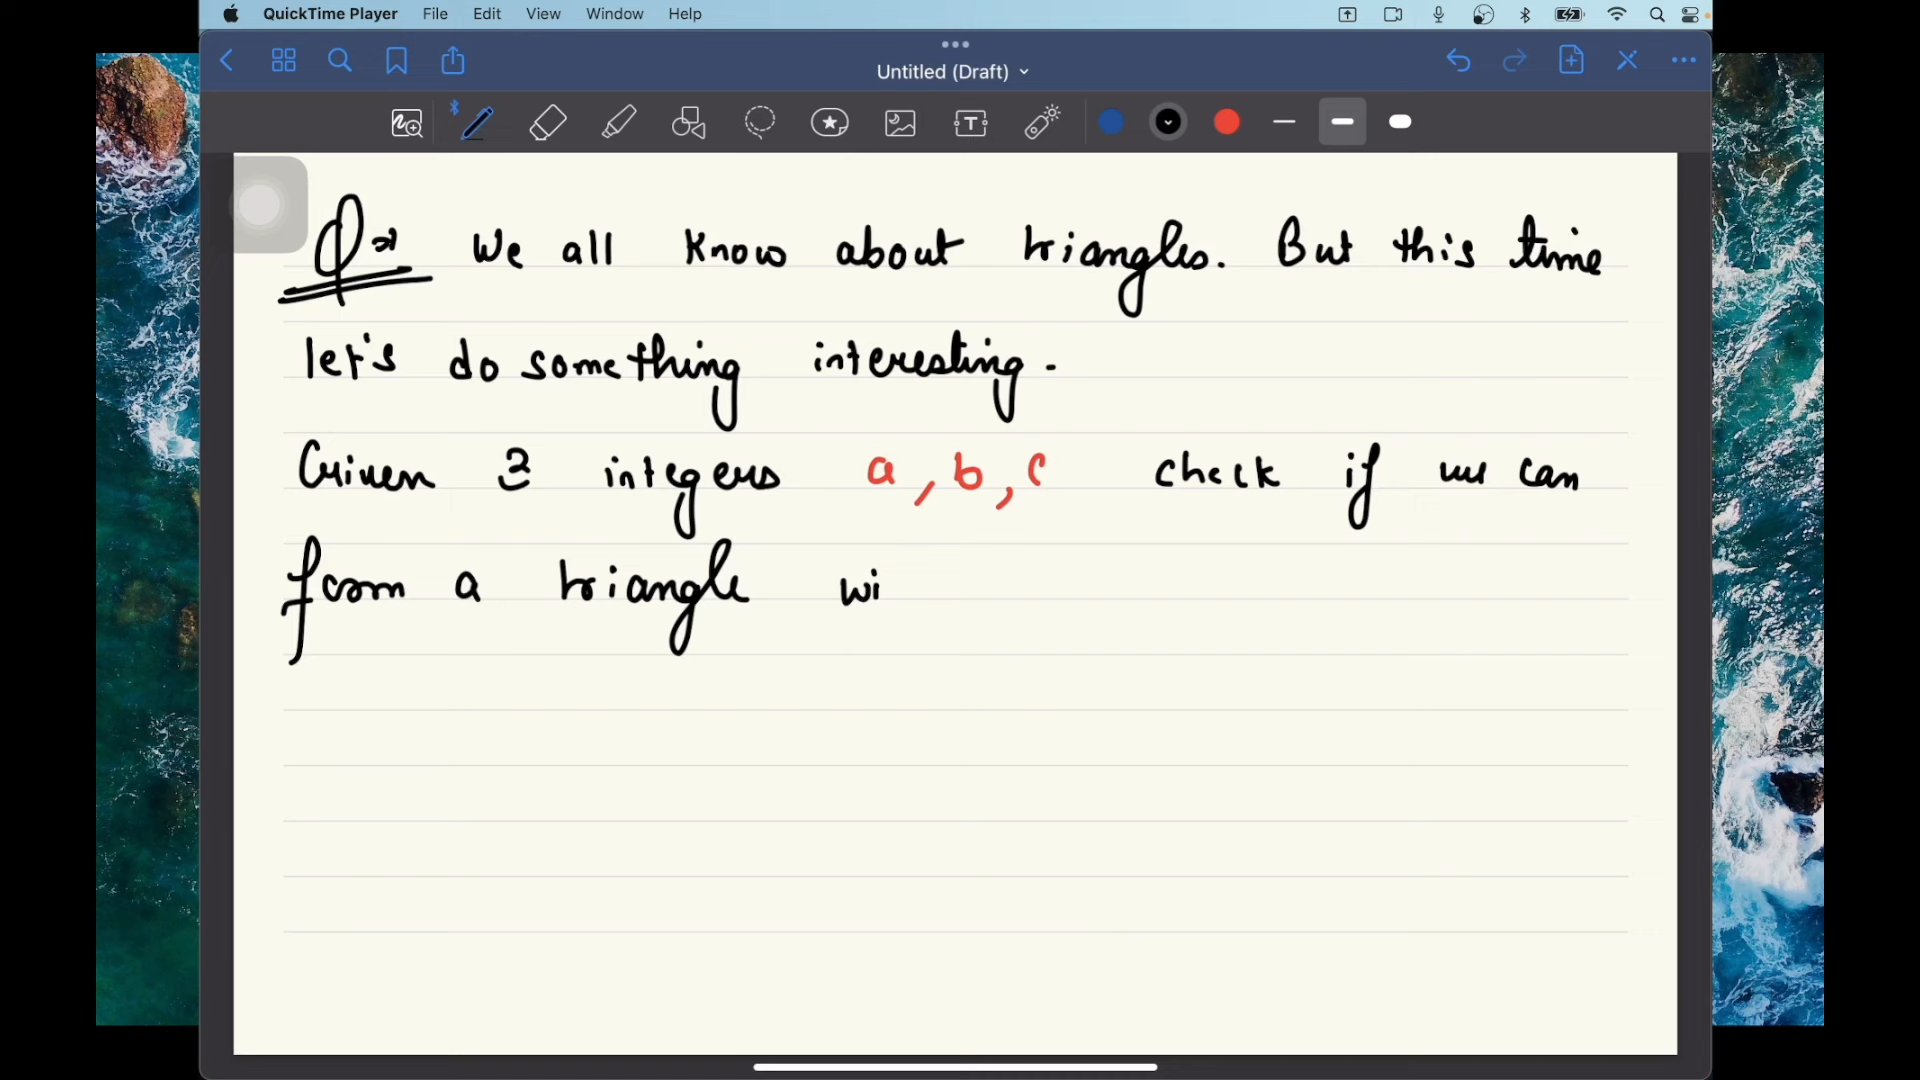 QuickTime Player File Edit View Window Help
Untitled (Draft)
Q→ We all know about triangles. But this time
let's do something interesting.
Given 3 integers a, b, c check if we can
form a triangle wi